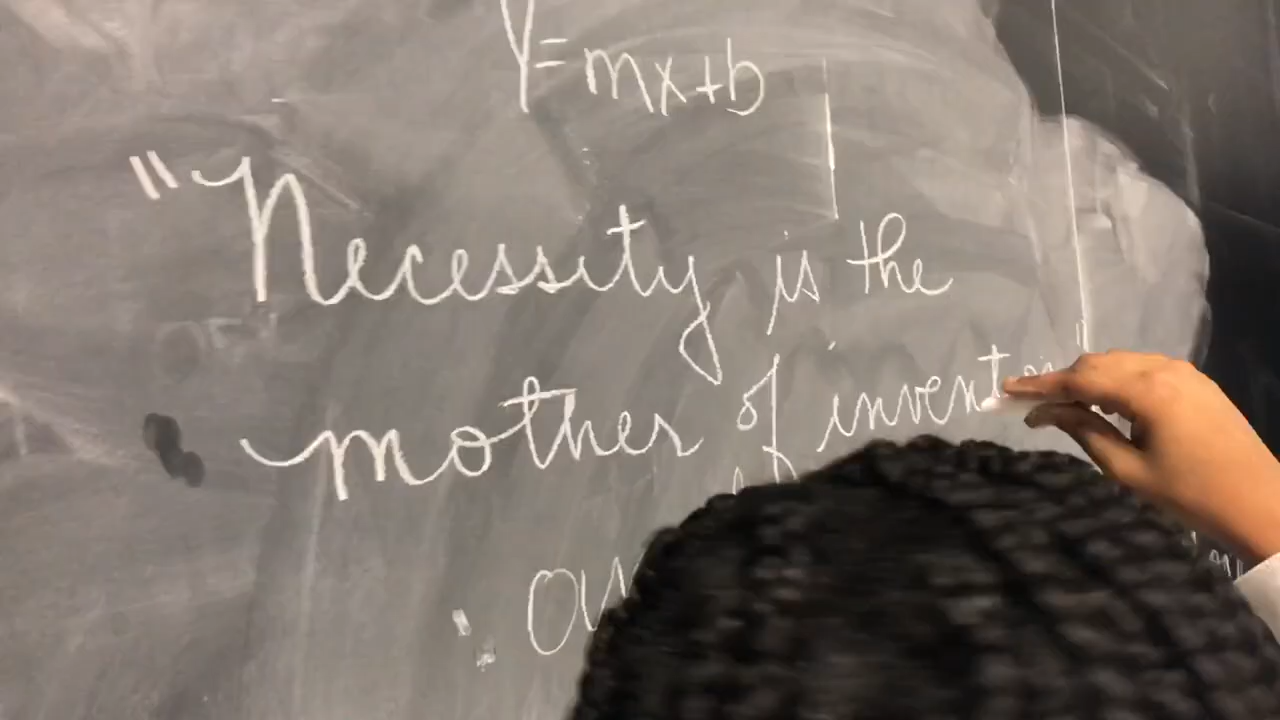 Y=mx+b
"Necessity is the
mother of invent